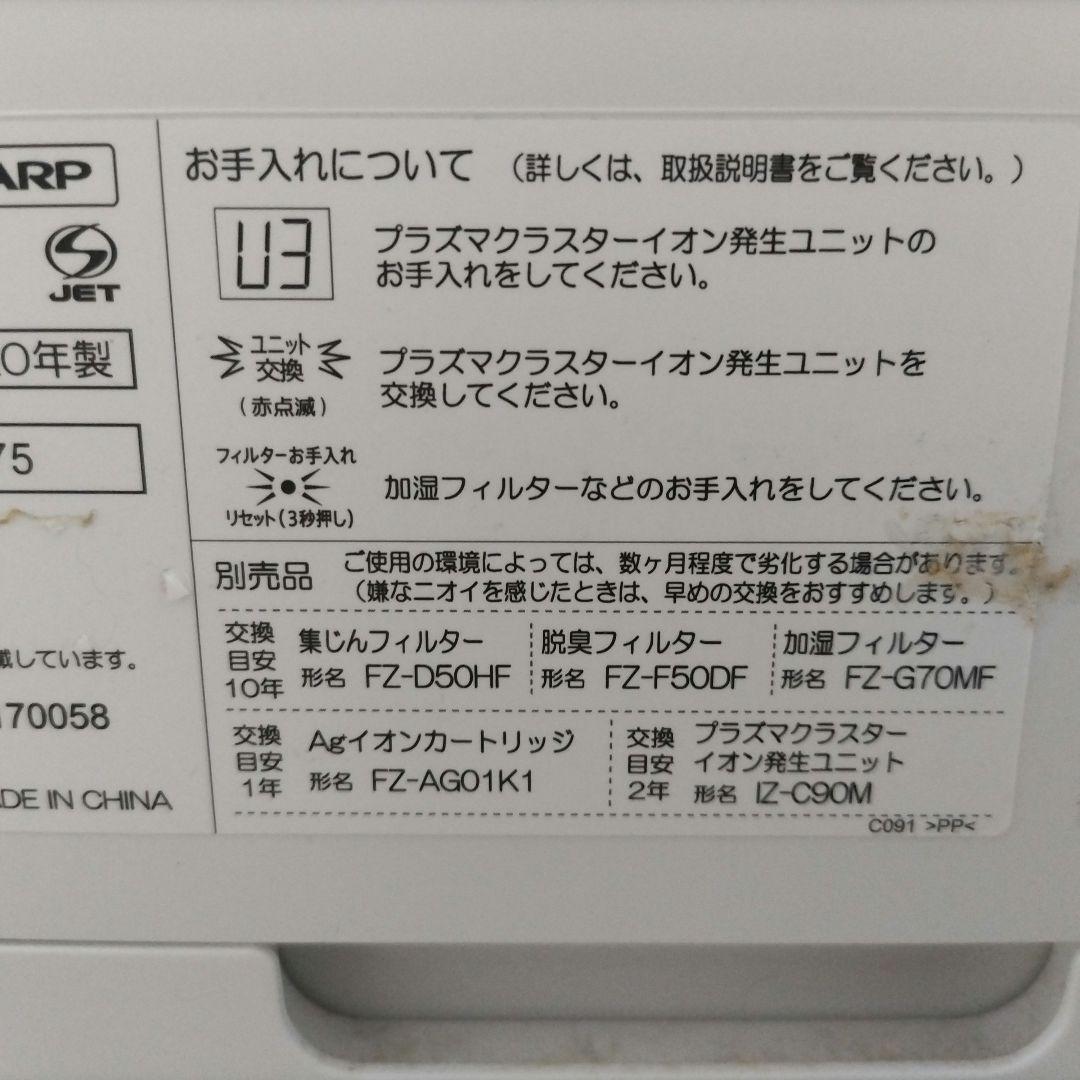 ARP
JET
0年製
75
載しています。
170058
ADE IN CHINA
お手入れについて （詳しくは、取扱説明書をご覧ください。）
U3
プラズマクラスターイオン発生ユニットの
お手入れをしてください。
ユニット
交換
(赤点滅)
プラズマクラスターイオン発生ユニットを
交換してください。
フィルターお手入れ
リセット(3秒押し)
加湿フィルターなどのお手入れをしてください。
別売品
ご使用の環境によっては、数ヶ月程度で劣化する場合があります。
（嫌なニオイを感じたときは、早めの交換をおすすめします。）
交換
目安
10年
集じんフィルター
形名 FZ-D50HF
脱臭フィルター
形名 FZ-F50DF
加湿フィルター
形名 FZ-G70MF
交換
目安
1年
Agイオンカートリッジ
形名 FZ-AG01K1
交換
目安
2年
プラズマクラスター
イオン発生ユニット
形名 IZ-C90M
C091 >PP<